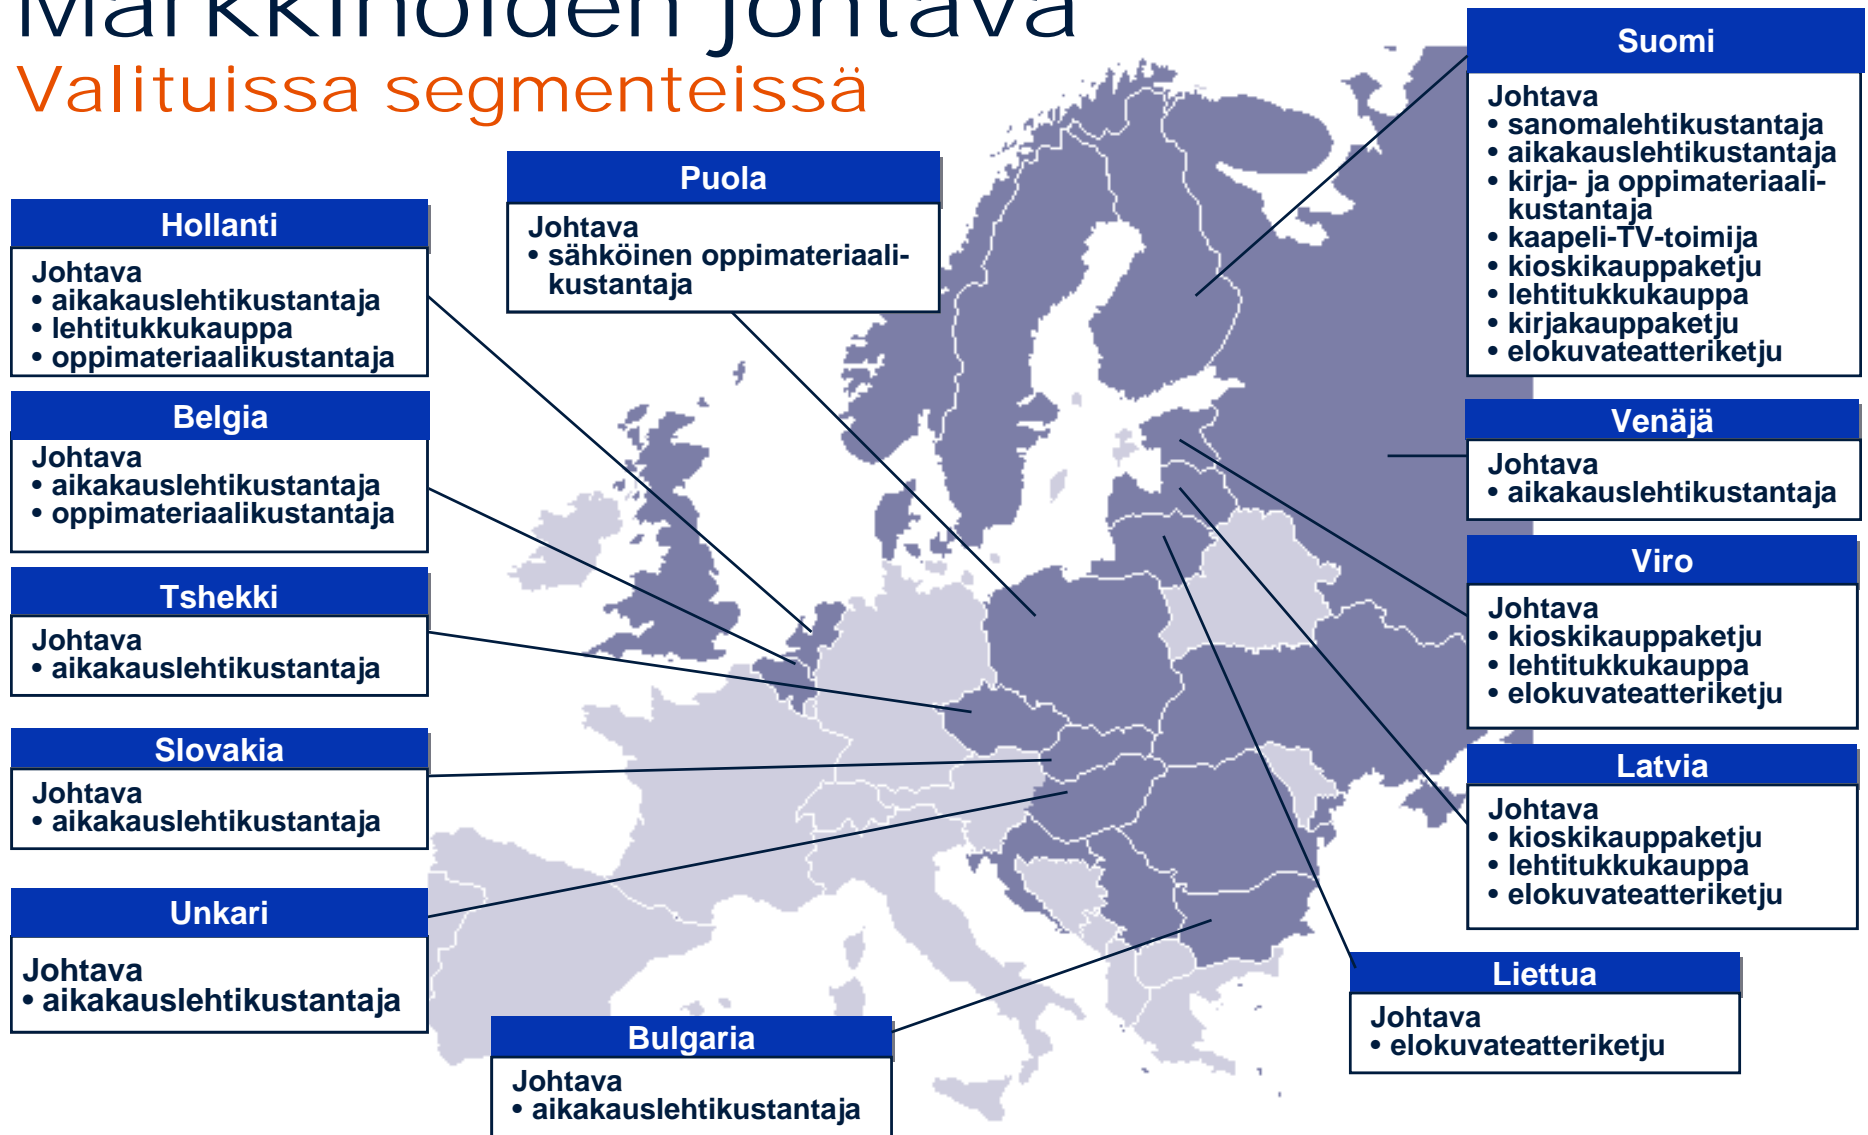 Markkinoiden johtava
Valituissa segmenteissä
Suomi
Johtava
• sanomalehtikustantaja
• aikakauslehtikustantaja
• kirja- ja oppimateriaali-
kustantaja
• kaapeli-TV-toimija
• kioskikauppaketju
• lehtitukkukauppa
• kirjakauppaketju
• elokuvateatteriketju
Puola
Johtava
• sähköinen oppimateriaali-
kustantaja
Hollanti
Johtava
• aikakauslehtikustantaja
• lehtitukkukauppa
• oppimateriaalikustantaja
Belgia
Johtava
• aikakauslehtikustantaja
• oppimateriaalikustantaja
Venäjä
Johtava
• aikakauslehtikustantaja
Tshekki
Johtava
• aikakauslehtikustantaja
Viro
Johtava
• kioskikauppaketju
• lehtitukkukauppa
• elokuvateatteriketju
Slovakia
Johtava
• aikakauslehtikustantaja
Latvia
Johtava
• kioskikauppaketju
• lehtitukkukauppa
• elokuvateatteriketju
Unkari
Johtava
• aikakauslehtikustantaja
Liettua
Johtava
• elokuvateatteriketju
Bulgaria
Johtava
• aikakauslehtikustantaja